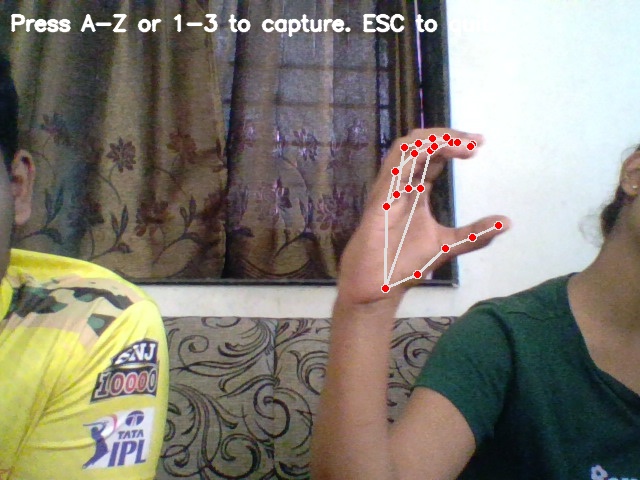 Press A-Z or 1-3 to capture. ESC to
SNJ
10000
TATA
IPL